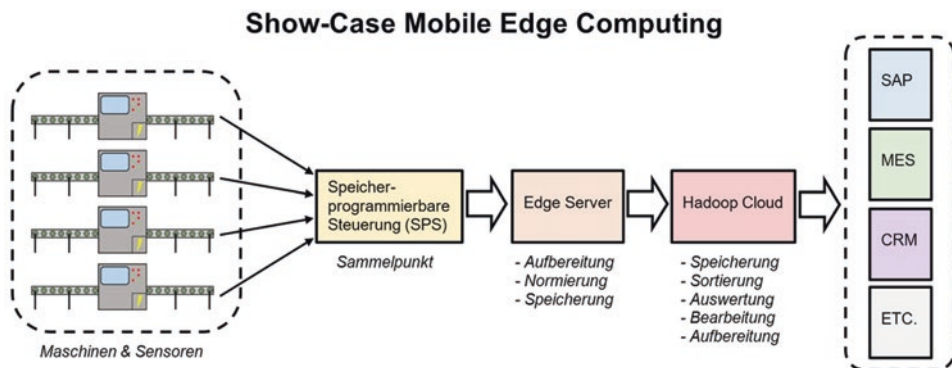 Show-Case Mobile Edge Computing
Maschinen & Sensoren
Speicher-
programmierbare
Steuerung (SPS)
Sammelpunkt
Edge Server
- Aufbereitung
- Normierung
- Speicherung
Hadoop Cloud
- Speicherung
- Sortierung
- Auswertung
- Bearbeitung
- Aufbereitung
SAP
MES
CRM
ETC.